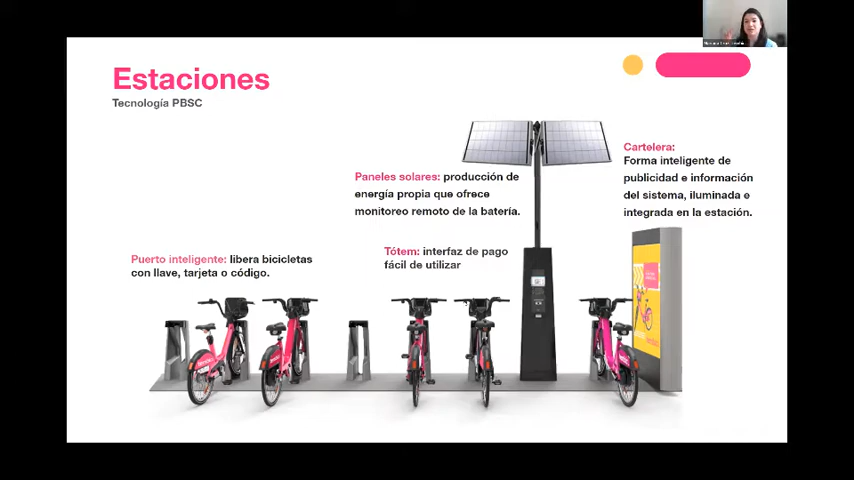 Estaciones
Tecnología PBSC
Cartelera:
Forma inteligente de
publicidad e información
del sistema, iluminada e
integrada en la estación.
Paneles solares: producción de
energía propia que ofrece
monitoreo remoto de la batería.
Tótem: interfaz de pago
fácil de utilizar
Puerto inteligente: libera bicicletas
con llave, tarjeta o código.